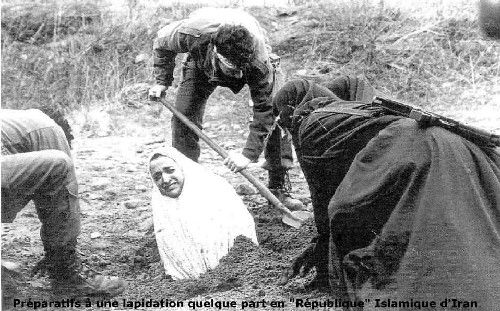 Préparatifs à une lapidation quelque part en "République" Islamique d'Iran